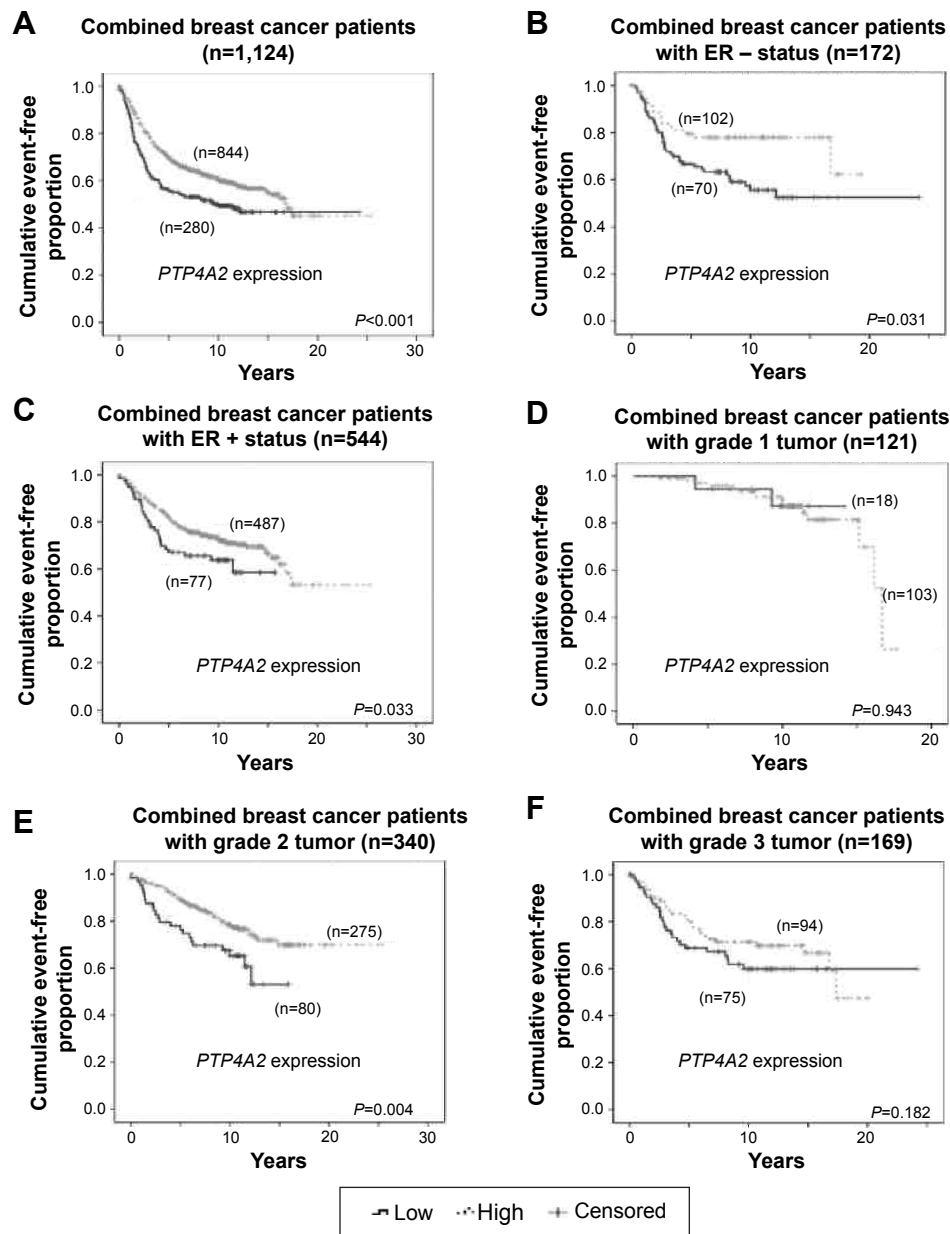 A
Combined breast cancer patients
(n=1,124)
Cumulative event-free
proportion
1.0
0.8
0.6
0.4
0.2
0.0
(n=844)
(n=280)
PTP4A2 expression
P<0.001
0
10
20
30
Years
B
Combined breast cancer patients
with ER – status (n=172)
Cumulative event-free
proportion
1.0
0.8
0.6
0.4
0.2
0.0
(n=102)
(n=70)
PTP4A2 expression
P=0.031
0
10
20
Years
C
Combined breast cancer patients
with ER + status (n=544)
Cumulative event-free
proportion
1.0
0.8
0.6
0.4
0.2
0.0
(n=487)
(n=77)
PTP4A2 expression
P=0.033
0
10
20
30
Years
D
Combined breast cancer patients
with grade 1 tumor (n=121)
Cumulative event-free
proportion
1.0
0.8
0.6
0.4
0.2
0.0
(n=18)
(n=103)
PTP4A2 expression
P=0.943
0
10
20
Years
E
Combined breast cancer patients
with grade 2 tumor (n=340)
Cumulative event-free
proportion
1.0
0.8
0.6
0.4
0.2
0.0
(n=275)
(n=80)
PTP4A2 expression
P=0.004
0
10
20
30
Years
F
Combined breast cancer patients
with grade 3 tumor (n=169)
Cumulative event-free
proportion
1.0
0.8
0.6
0.4
0.2
0.0
(n=94)
(n=75)
PTP4A2 expression
P=0.182
0
10
20
Years
Low High Censored